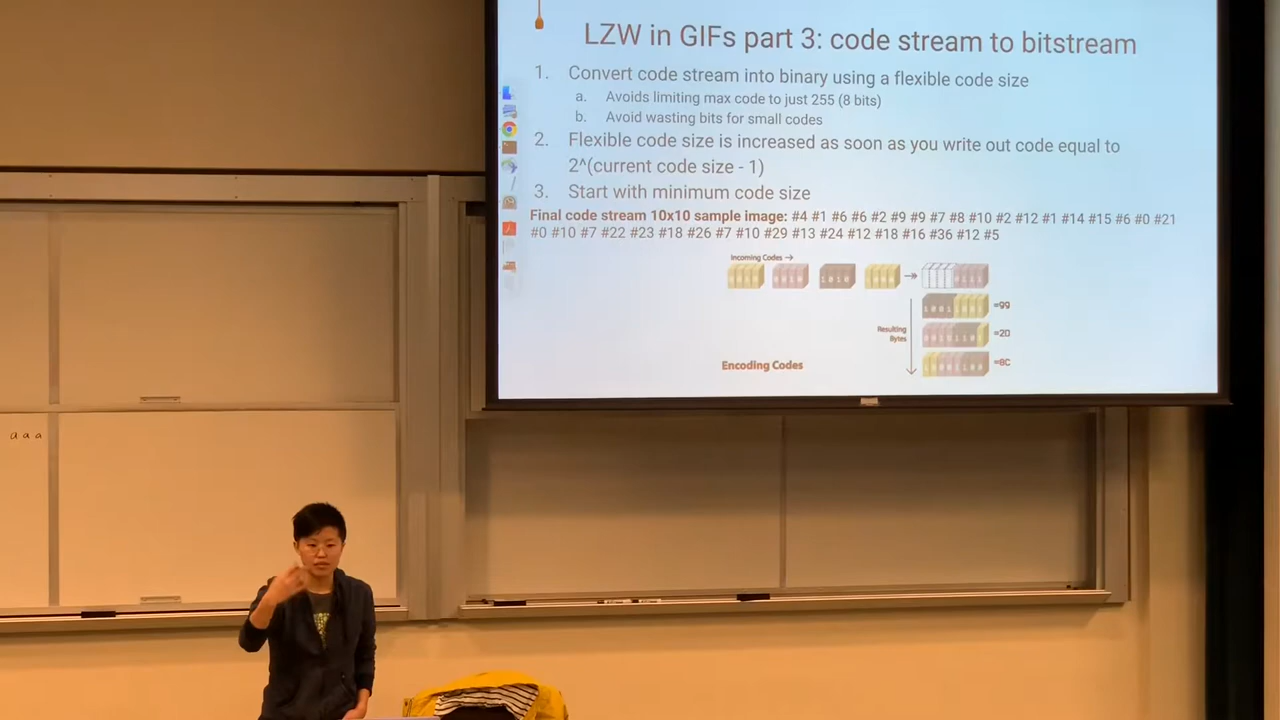 LZW in GIFs part 3: code stream to bitstream
1. Convert code stream into binary using a flexible code size
a. Avoids limiting max code to just 255 (8 bits)
b. Avoid wasting bits for small codes
2. Flexible code size is increased as soon as you write out code equal to
2^(current code size - 1)
3. Start with minimum code size
Final code stream 10x10 sample image: #4 #1 #6 #6 #2 #9 #9 #7 #8 #10 #2 #12 #1 #14 #15 #6 #0 #21
#0 #10 #7 #22 #23 #18 #26 #7 #10 #29 #13 #24 #12 #18 #16 #36 #12 #5
Incoming Codes →
=99
Resulting
Bytes
=2D
=8C
Encoding Codes
a a a